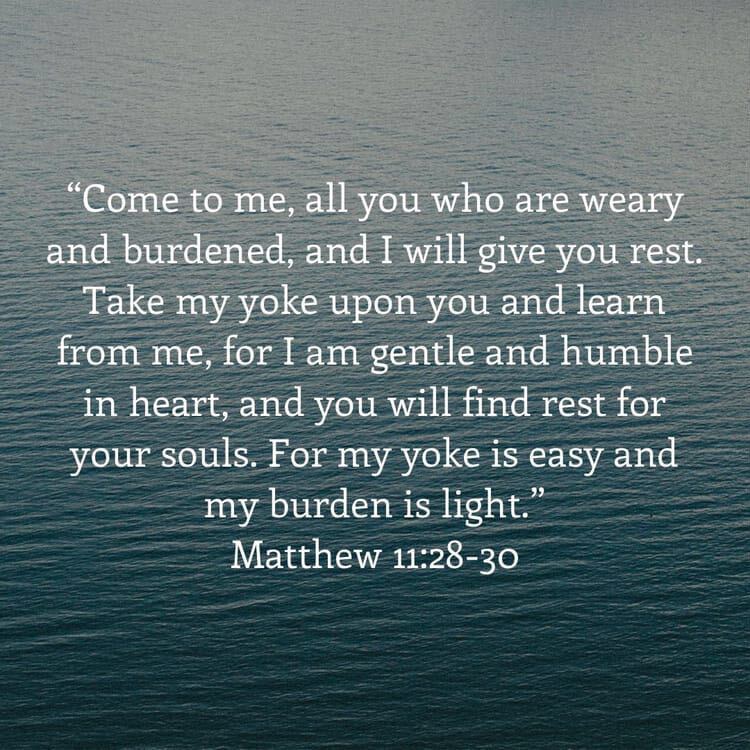 “Come to me, all you who are weary
and burdened, and I will give you rest.
Take my yoke upon you and learn
from me, for I am gentle and humble
in heart, and you will find rest for
your souls. For my yoke is easy and
my burden is light.”
Matthew 11:28-30